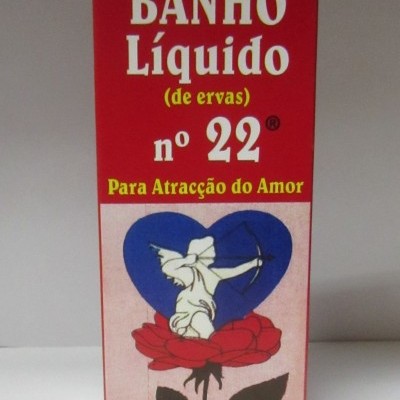 BANHO
Líquido
(de ervas)
nº 22®
Para Atracção do Amor